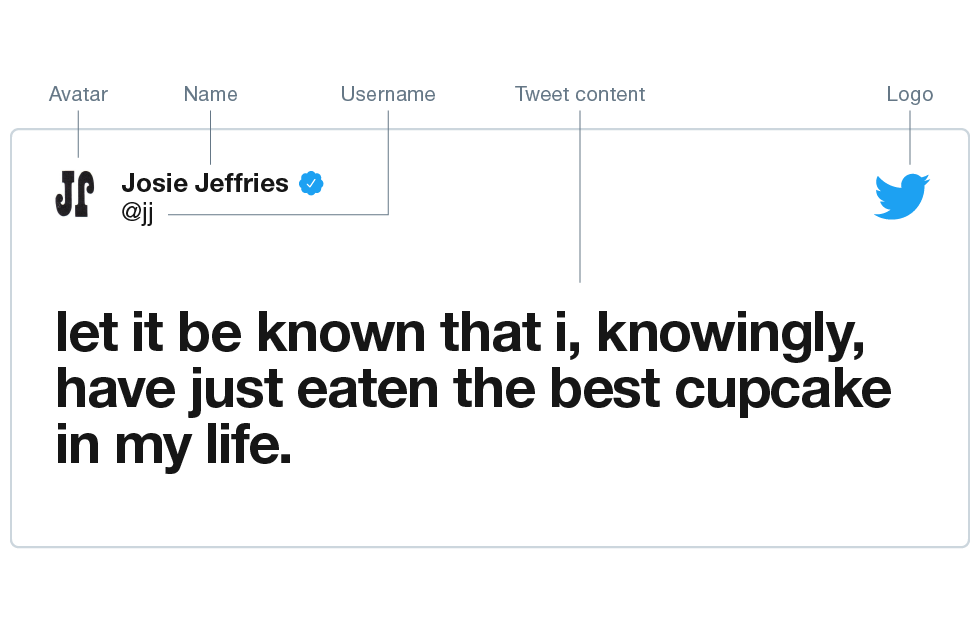 Avatar Name Username Tweet content Logo
JJ
Josie Jeffries
@jj
let it be known that i, knowingly,
have just eaten the best cupcake
in my life.